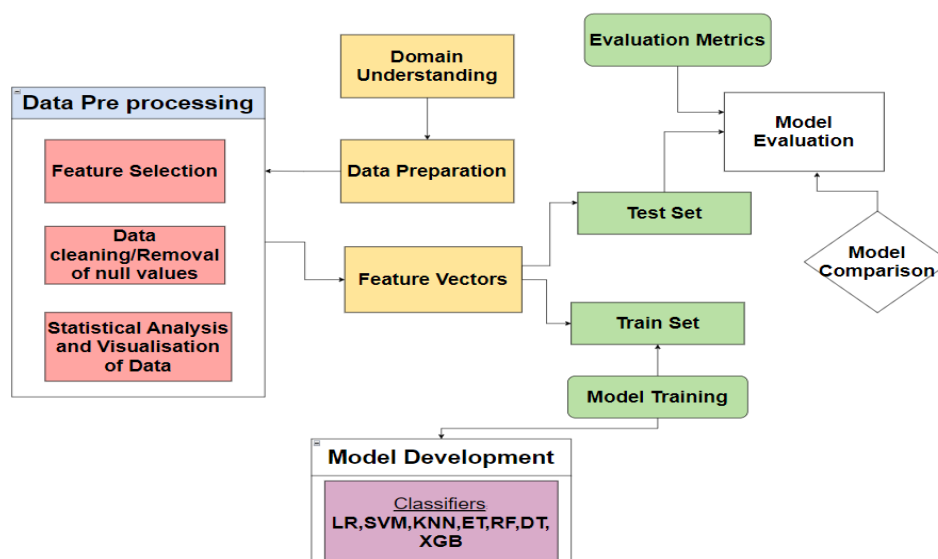 Evaluation Metrics
Domain
Understanding
Data Pre processing
Model
Evaluation
Feature Selection
Data Preparation
Test Set
Data
cleaning/Removal
of null values
Feature Vectors
Model
Comparison
Statistical Analysis
and Visualisation
of Data
Train Set
Model Training
Model Development
Classifiers
LR,SVM,KNN,ET,RF,DT,
XGB